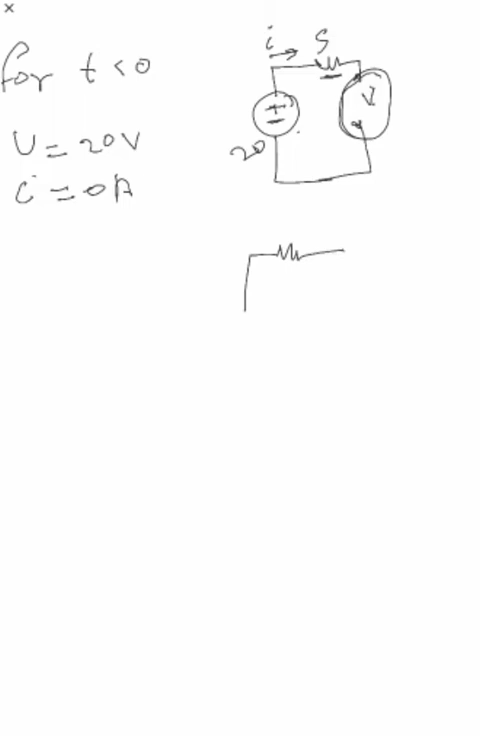 for t < 0
V = 20V
i = 0A
i
5
20
V